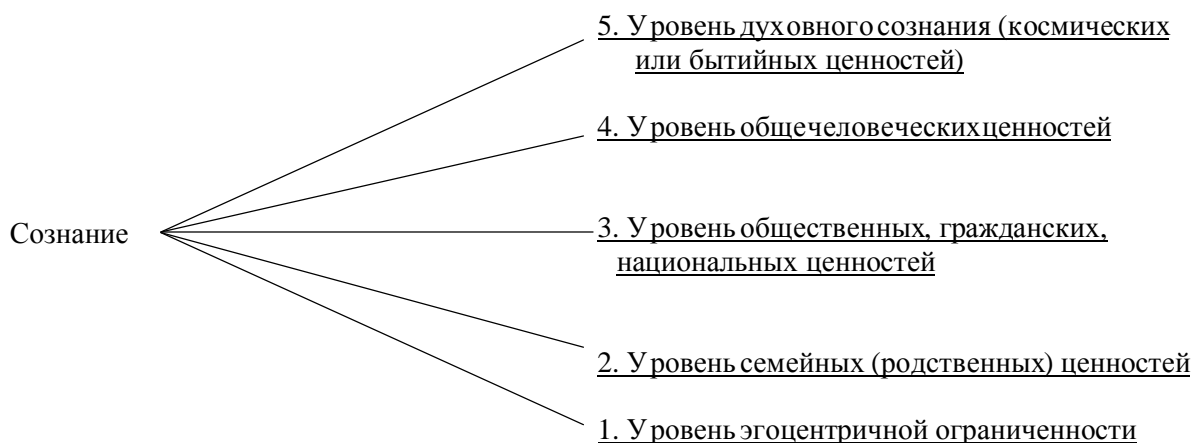 5. Уровень духовного сознания (космических
или бытийных ценностей)
4. Уровень общечеловеческих ценностей
Сознание
3. Уровень общественных, гражданских,
национальных ценностей
2. Уровень семейных (родственных) ценностей
1. Уровень эгоцентричной ограниченности